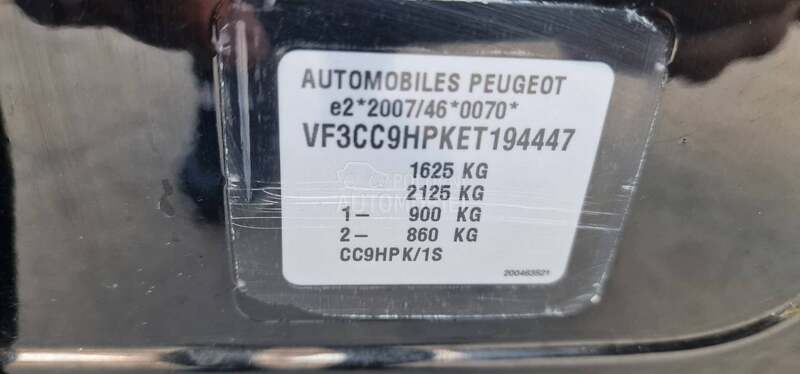 AUTOMOBILES PEUGEOT
e2*2007/46*0070*
VF3CC9HPKET194447
1625 KG
2125 KG
1- 900 KG
2- 860 KG
CC9HPK/1S
200463521